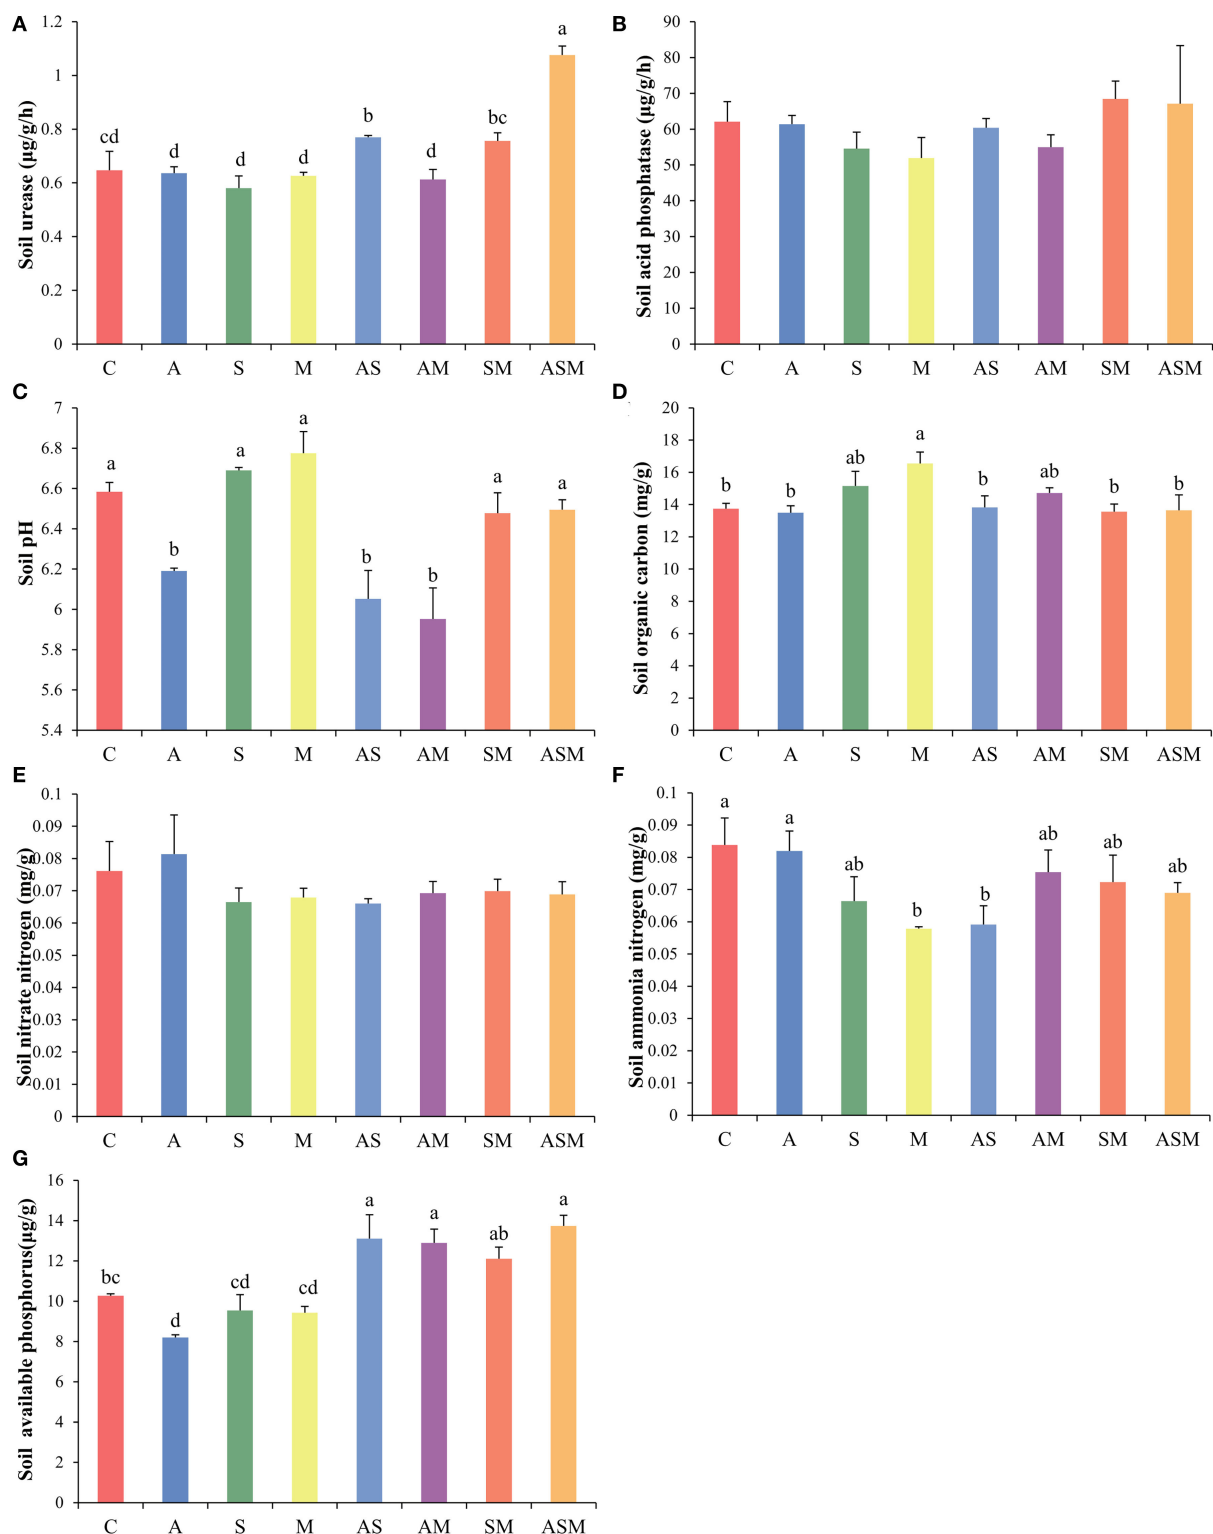 A
Soil urease (μg/g/h)
1.2
1
0.8
0.6
0.4
0.2
0
cd
d
d
d
b
d
bc
a
C A S M AS AM SM ASM
B
Soil acid phosphatase (μg/g/h)
90
80
70
60
50
40
30
20
10
0
C A S M AS AM SM ASM
C
Soil pH
7
6.8
6.6
6.4
6.2
6
5.8
5.6
5.4
a
b
a
a
b
b
a
a
C A S M AS AM SM ASM
D
Soil organic carbon (mg/g)
20
18
16
14
12
10
8
6
4
2
0
b
b
ab
a
b
ab
b
b
C A S M AS AM SM ASM
E
Soil nitrate nitrogen (mg/g)
0.1
0.09
0.08
0.07
0.06
0.05
0.04
0.03
0.02
0.01
0
C A S M AS AM SM ASM
F
Soil ammonia nitrogen (mg/g)
0.1
0.09
0.08
0.07
0.06
0.05
0.04
0.03
0.02
0.01
0
a
a
ab
b
b
ab
ab
ab
C A S M AS AM SM ASM
G
Soil available phosphorus(μg/g)
16
14
12
10
8
6
4
2
0
bc
d
cd
cd
a
a
ab
a
C A S M AS AM SM ASM